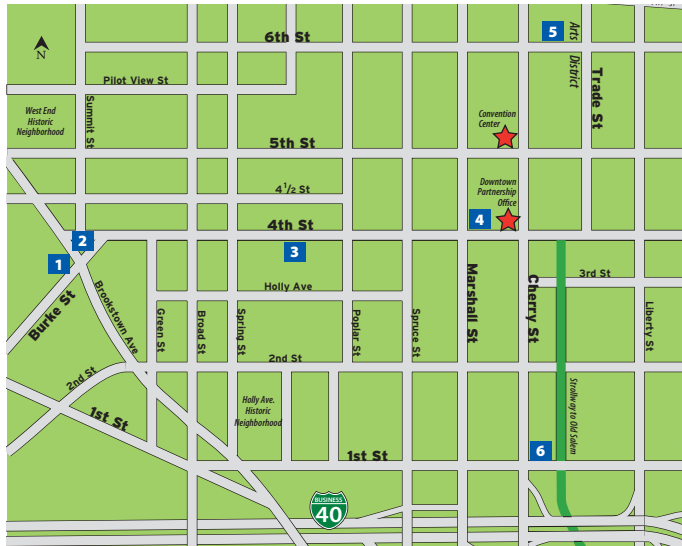 6th St
5
Arts
District
N
Pilot View St
Trade St
West End
Historic
Neighborhood
Summit St
Convention
Center
5th St
4 1/2 St
Downtown
Partnership
Office
4
4th St
2
1
3
3rd St
Holly Ave
Marshall St
Cherry St
Burke St
Brookstown Ave
Green St
Broad St
Spring St
Poplar St
Spruce St
Liberty St
2nd St
2nd St
Holly Ave.
Historic
Neighborhood
Strollway to Old Salem
1st St
1st St
6
BUSINESS
40